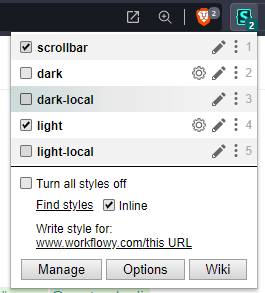 2
S 2
scrollbar 1
dark 2
dark-local 3
light 4
light-local 5
Turn all styles off
Find styles Inline
Write style for:
www.workflowy.com/this URL
Manage Options Wiki